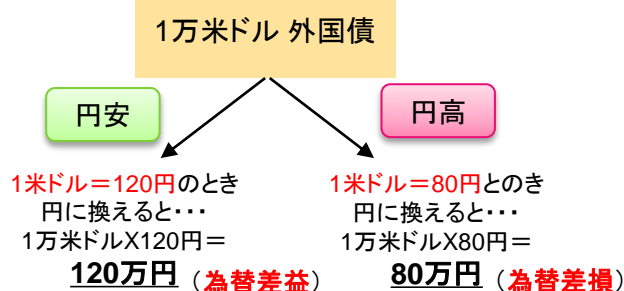 1万米ドル 外国債
円安
円高
1米ドル＝120円のとき
円に換えると・・・
1万米ドルX120円＝
120万円（為替差益）
1米ドル＝80円とのき
円に換えると・・・
1万米ドルX80円＝
80万円（為替差損）